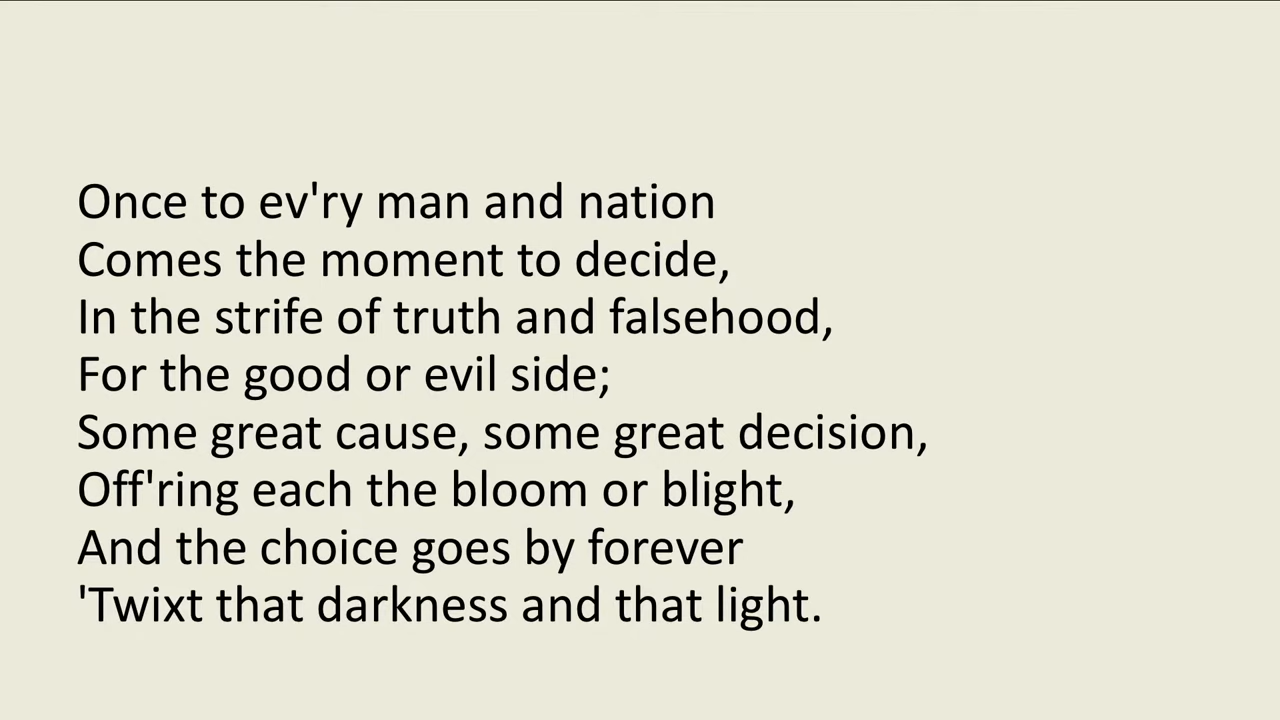 Once to ev'ry man and nation
Comes the moment to decide,
In the strife of truth and falsehood,
For the good or evil side;
Some great cause, some great decision,
Off'ring each the bloom or blight,
And the choice goes by forever
'Twixt that darkness and that light.